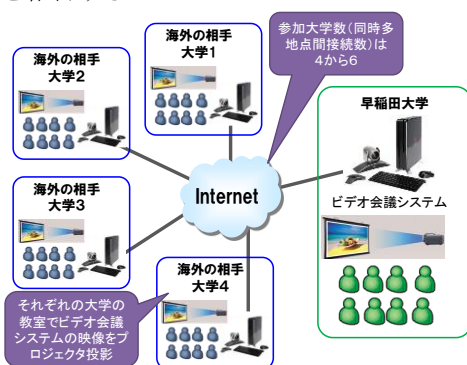 海外の相手
大学1
海外の相手
大学2
参加大学数（同時多
地点間接続数）は
4から6
早稲田大学
Internet
ビデオ会議システム
海外の相手
大学3
海外の相手
大学4
それぞれの大学の
教室でビデオ会議
システムの映像をプ
ロジェクタ投影